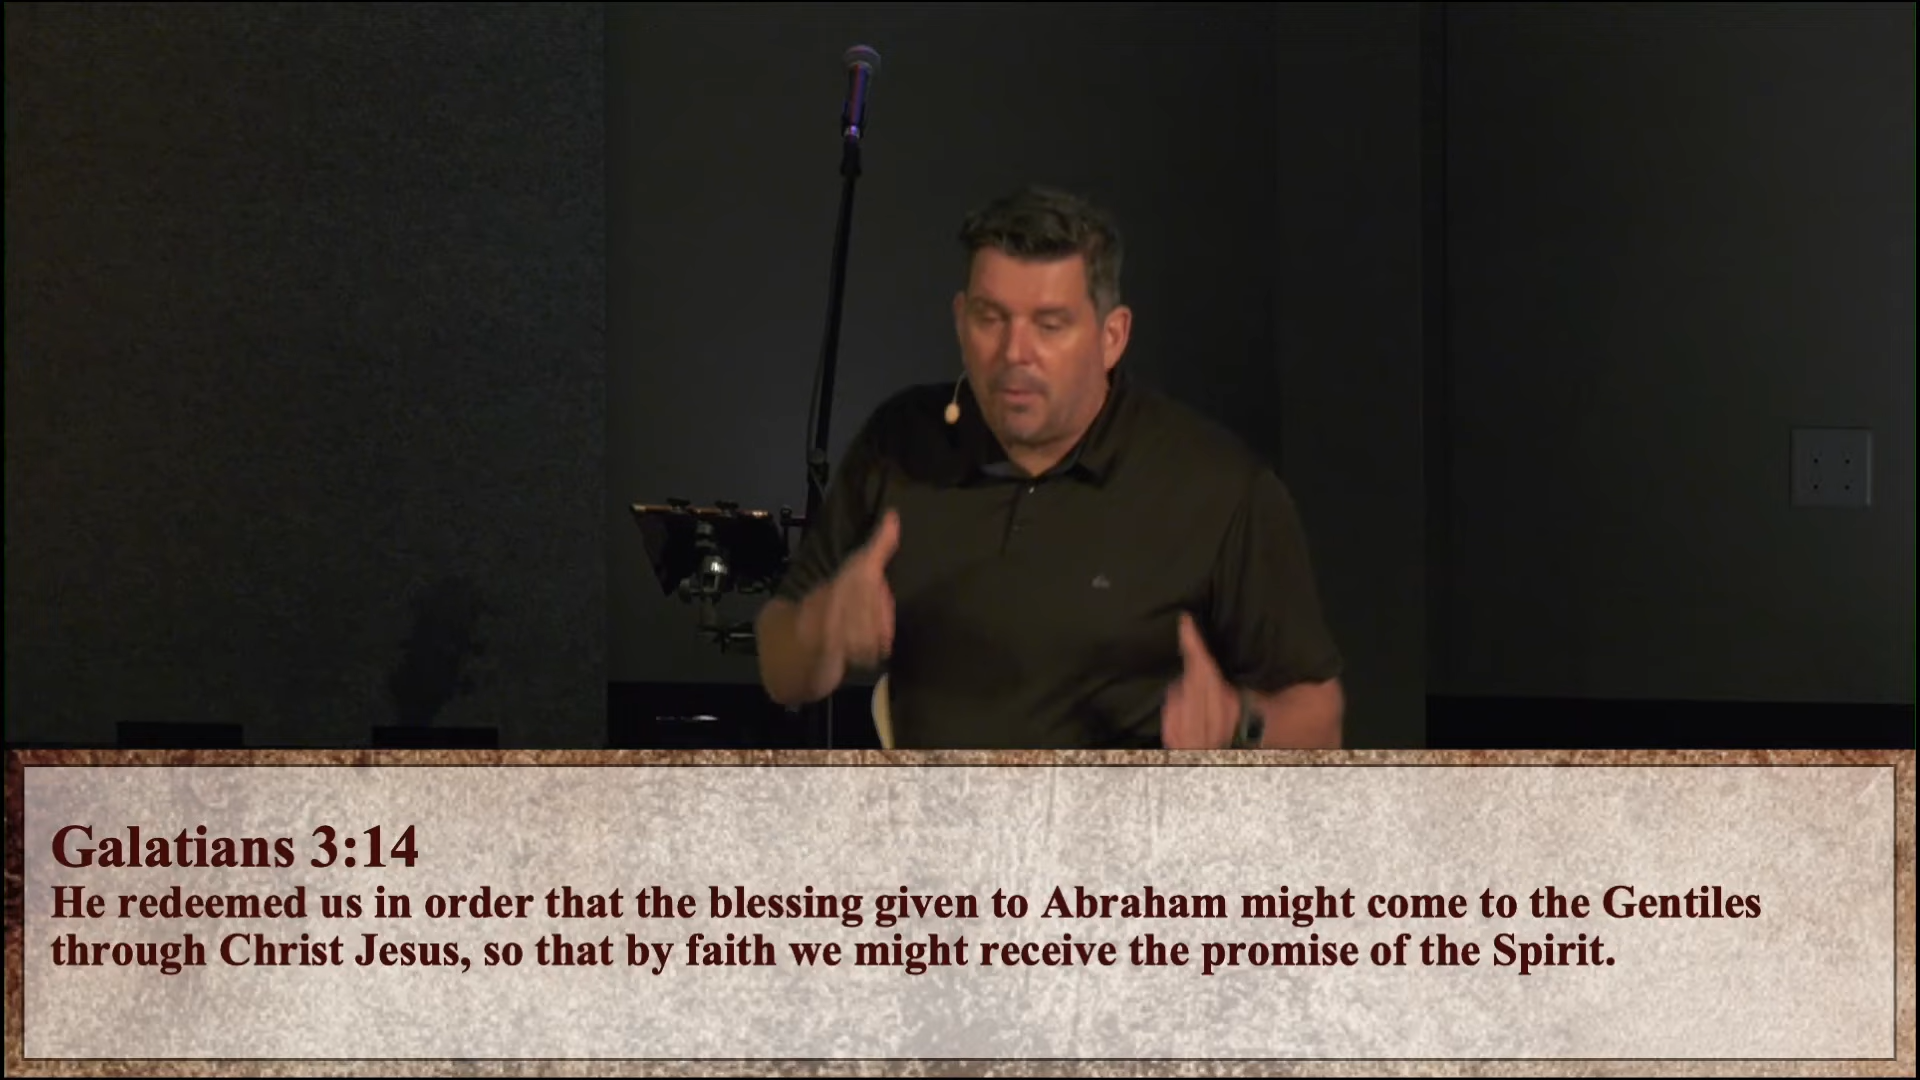 Galatians 3:14
He redeemed us in order that the blessing given to Abraham might come to the Gentiles
through Christ Jesus, so that by faith we might receive the promise of the Spirit.